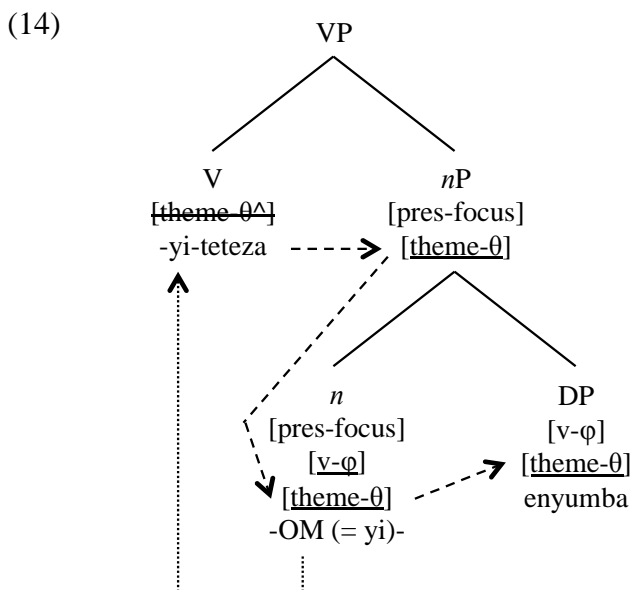 (14)
VP
V nP
[theme-θ^] [pres-focus]
-yi-teteza [theme-θ]
n DP
[pres-focus] [v-φ]
[v-φ] [theme-θ]
[theme-θ] enyumba
-OM (= yi)-